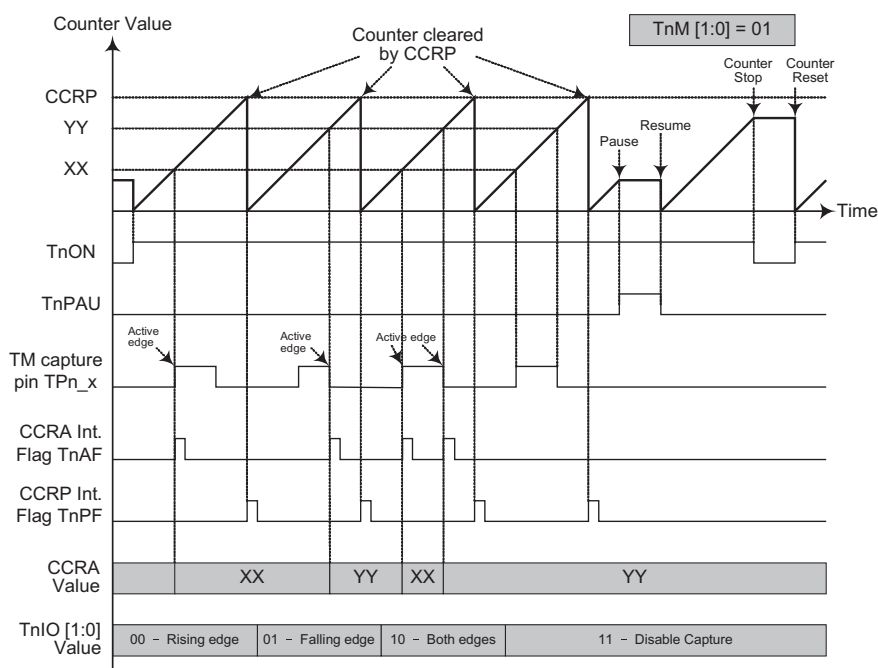 Counter Value
TnM [1:0] = 01
Counter cleared
by CCRP
Counter
Stop
Counter
Reset
CCRP
YY
Pause
Resume
XX
Time
TnON
TnPAU
Active
edge
Active
edge
Active edge
TM capture
pin TPn_x
CCRA Int.
Flag TnAF
CCRP Int.
Flag TnPF
CCRA
Value
XX
YY
XX
YY
TnIO [1:0]
Value
00 – Rising edge
01 – Falling edge
10 – Both edges
11 – Disable Capture